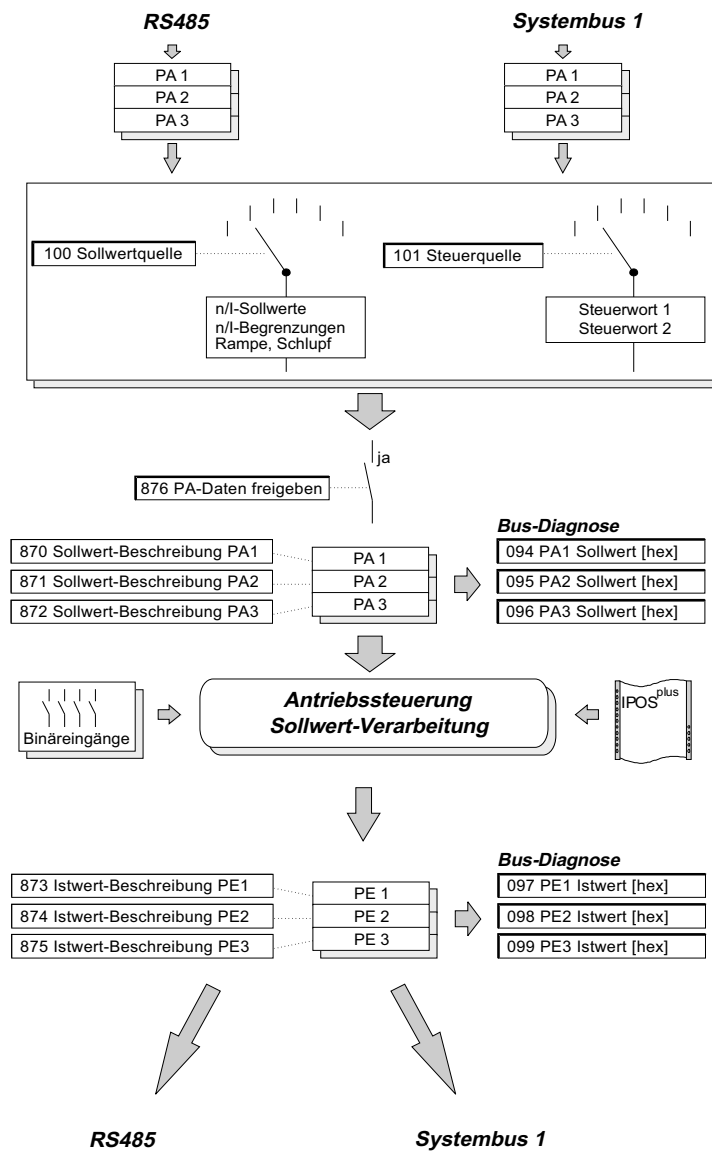 RS485
Systembus 1
PA 1
PA 2
PA 3
PA 1
PA 2
PA 3
100 Sollwertquelle
101 Steuerquelle
n/I-Sollwerte
n/I-Begrenzungen
Rampe, Schlupf
Steuerwort 1
Steuerwort 2
ja
876 PA-Daten freigeben
870 Sollwert-Beschreibung PA1
871 Sollwert-Beschreibung PA2
872 Sollwert-Beschreibung PA3
PA 1
PA 2
PA 3
Bus-Diagnose
094 PA1 Sollwert [hex]
095 PA2 Sollwert [hex]
096 PA3 Sollwert [hex]
Binäreingänge
Antriebssteuerung
Sollwert-Verarbeitung
IPOSplus
873 Istwert-Beschreibung PE1
874 Istwert-Beschreibung PE2
875 Istwert-Beschreibung PE3
PE 1
PE 2
PE 3
Bus-Diagnose
097 PE1 Istwert [hex]
098 PE2 Istwert [hex]
099 PE3 Istwert [hex]
RS485
Systembus 1